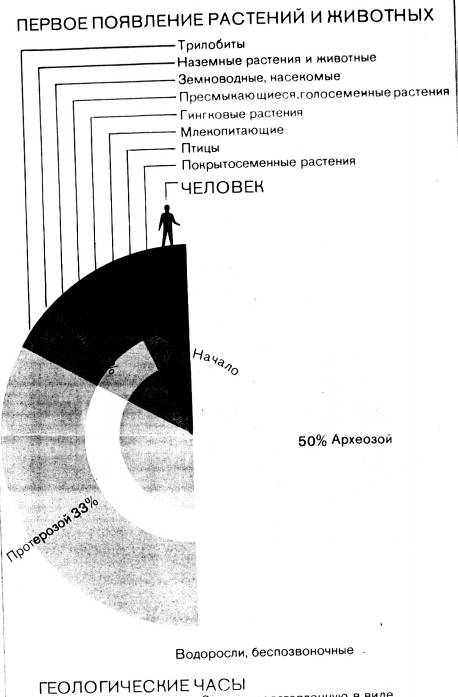 ПЕРВОЕ ПОЯВЛЕНИЕ РАСТЕНИЙ И ЖИВОТНЫХ
Трилобиты
Наземные растения и животные
Земноводные, насекомые
Пресмыкающиеся, голосеменные растения
Гингковые растения
Млекопитающие
Птицы
Покрытосеменные растения
ЧЕЛОВЕК
Начало
50% Археозой
Протерозой 33%
Водоросли, беспозвоночные
ГЕОЛОГИЧЕСКИЕ ЧАСЫ